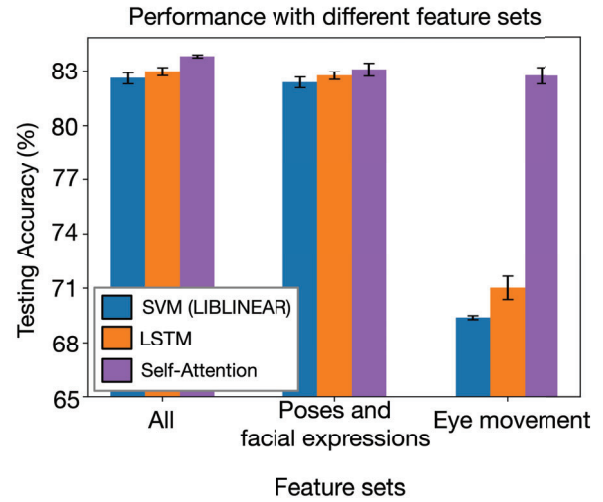 Performance with different feature sets
Testing Accuracy (%)
83
80
77
74
71
68
65
SVM (LIBLINEAR)
LSTM
Self-Attention
All
Poses and
facial expressions
Eye movement
Feature sets